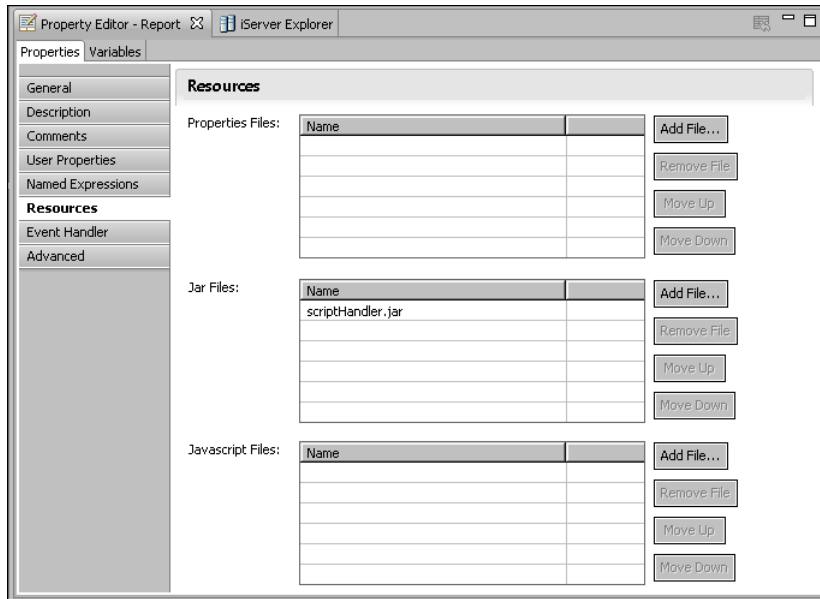 Property Editor - Report
iServer Explorer
Properties
Variables
General
Description
Comments
User Properties
Named Expressions
Resources
Event Handler
Advanced
Resources
Properties Files:
Name
Add File...
Remove File
Move Up
Move Down
Jar Files:
Name
scriptHandler.jar
Add File...
Remove File
Move Up
Move Down
Javascript Files:
Name
Add File...
Remove File
Move Up
Move Down